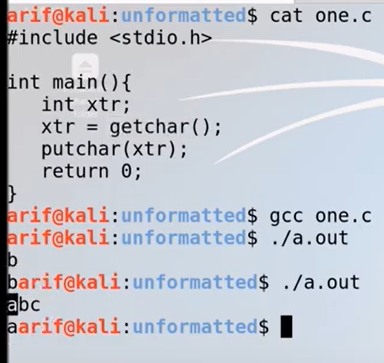 arif@kali:unformatted$ cat one.c
#include <stdio.h>
int main(){
int xtr;
xtr = getchar();
putchar(xtr);
return 0;
}
arif@kali:unformatted$ gcc one.c
arif@kali:unformatted$ ./a.out
b
barif@kali:unformatted$ ./a.out
abc
aarif@kali:unformatted$